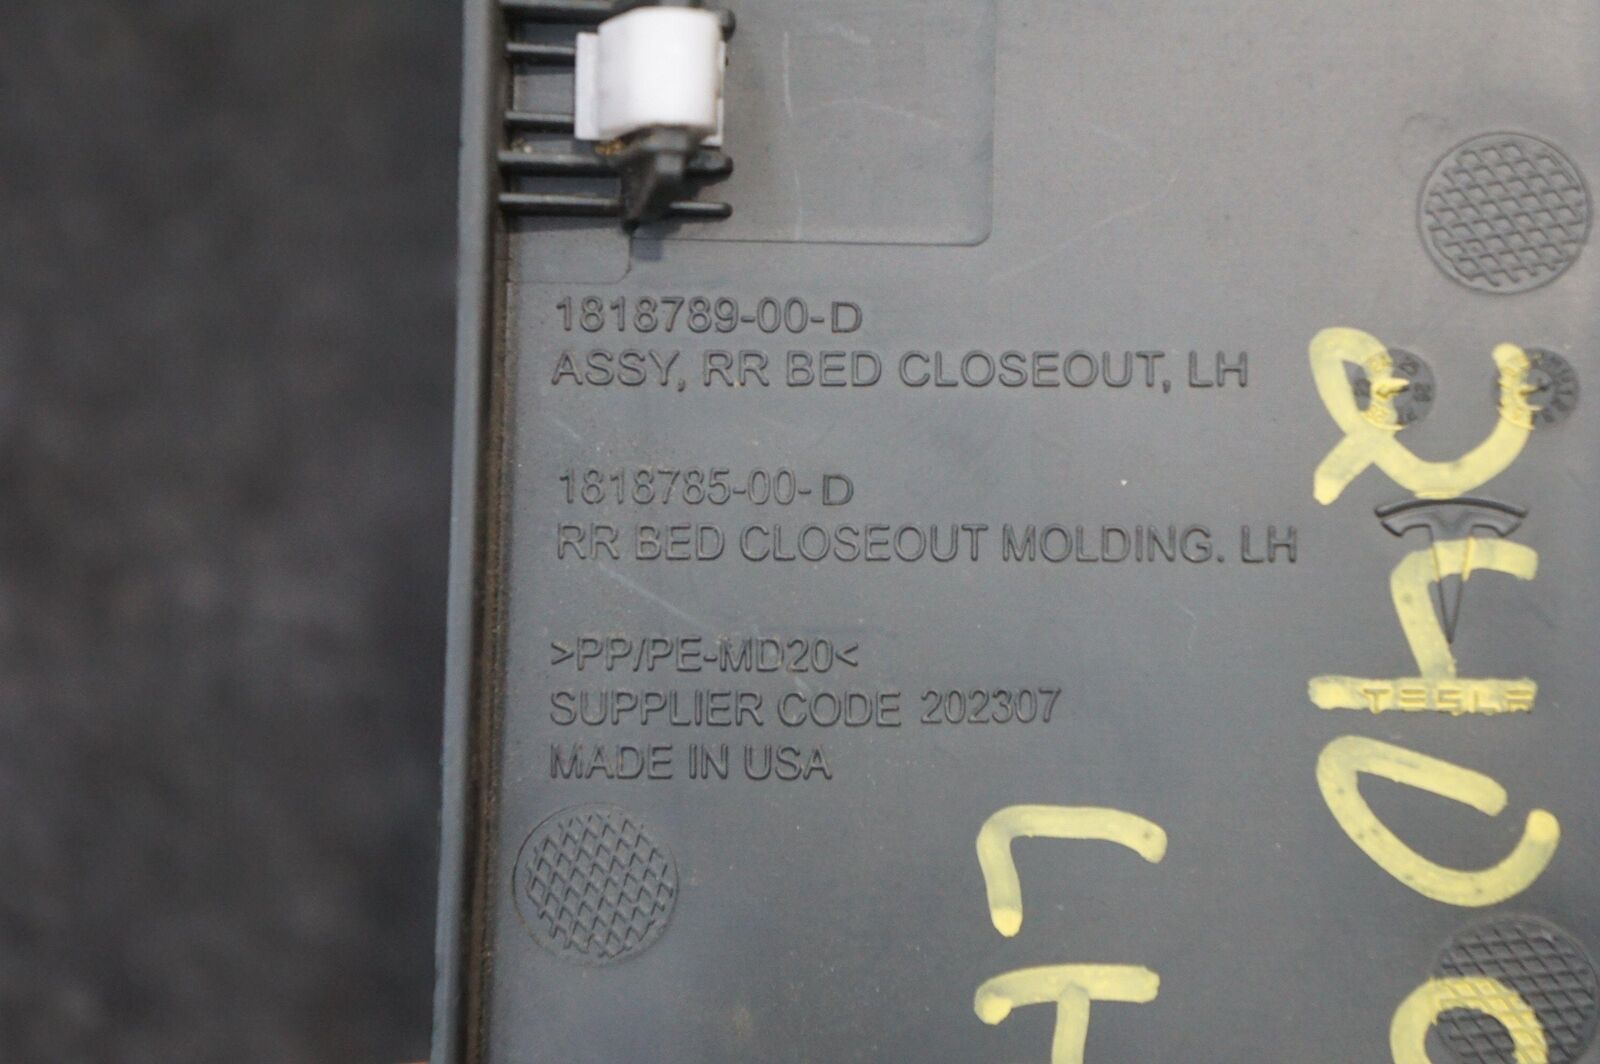 1818789-00-D
ASSY, RR BED CLOSEOUT, LH
1818785-00-D
RR BED CLOSEOUT MOLDING. LH
>PP/PE-MD20<
SUPPLIER CODE 202307
MADE IN USA
TESLA
LH